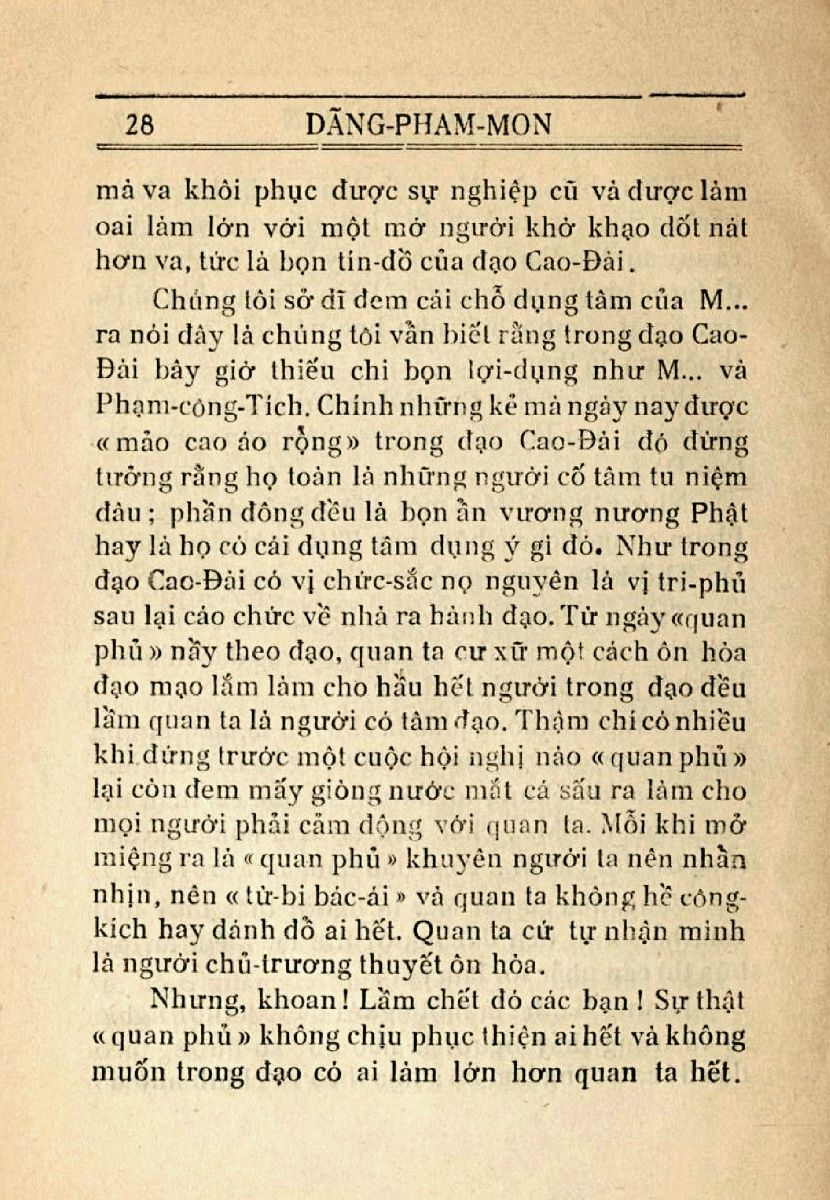 28 DÃNG-PHAM-MON
mà va khôi phục được sự nghiệp cũ và được làm
oai làm lớn với một mớ người khờ khạo dốt nát
hơn va, tức là bọn tín-đồ của đạo Cao-Đài.
Chúng tôi sở dĩ đem cái chỗ dụng tâm của M...
ra nói đây là chúng tôi vẫn biết rằng trong đạo Cao-
Đài bây giờ thiếu chi bọn lợi-dụng như M... và
Phạm-công-Tích. Chính những kẻ mà ngày nay được
« mão cao áo rộng » trong đạo Cao-Đài đó đừng
tưởng rằng họ toàn là những người cố tâm tu niệm
đâu ; phần đông đều là bọn ăn vương nương Phật
hay là họ có cái dụng tâm dụng ý gì đó. Như trong
đạo Cao-Đài có vị chức-sắc nọ nguyên là vị tri-phủ
sau lại cáo chức về nhà ra hành đạo. Từ ngày «quan
phủ » nầy theo đạo, quan ta cư xử một cách ôn hòa
đạo mạo lắm làm cho hầu hết người trong đạo đều
lầm quan ta là người có tâm đạo. Thậm chí có nhiều
khi đứng trước một cuộc hội nghị nào « quan phủ »
lại còn đem mấy giòng nước mắt cá sấu ra làm cho
mọi người phải cảm động với quan ta. Mỗi khi mở
miệng ra là « quan phủ » khuyên người ta nên nhẫn
nhịn, nên « từ-bi bác-ái » và quan ta không hề công-
kích hay đánh đổ ai hết. Quan ta cứ tự nhận mình
là người chủ-trương thuyết ôn hòa.
Nhưng, khoan ! Lầm chết đó các bạn ! Sự thật
« quan phủ » không chịu phục thiện ai hết và không
muốn trong đạo có ai làm lớn hơn quan ta hết.